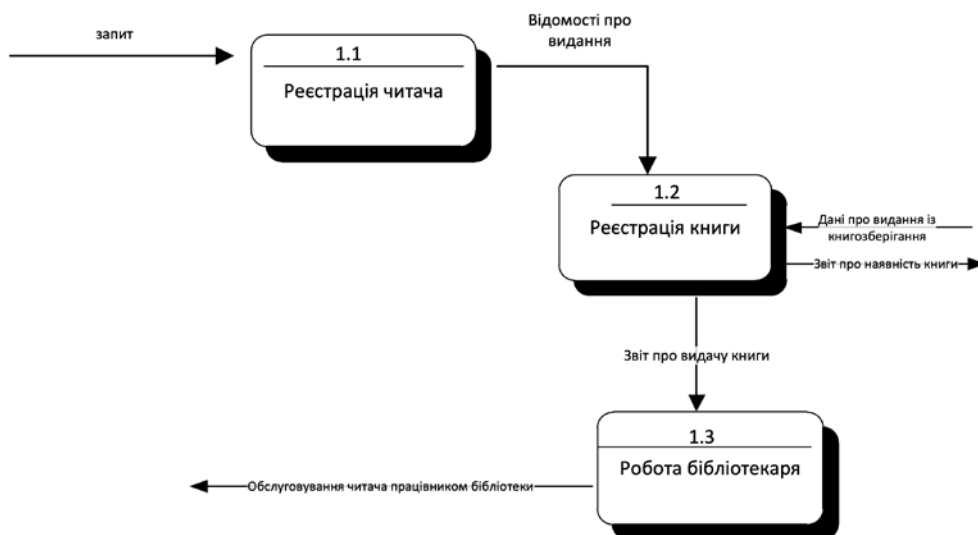 запит
1.1
Реєстрація читача
Відомості про
видання
1.2
Реєстрація книги
Дані про видання із
книгозберігання
Звіт про наявність книги
Звіт про видачу книги
1.3
Робота бібліотекаря
Обслуговування читача працівником бібліотеки